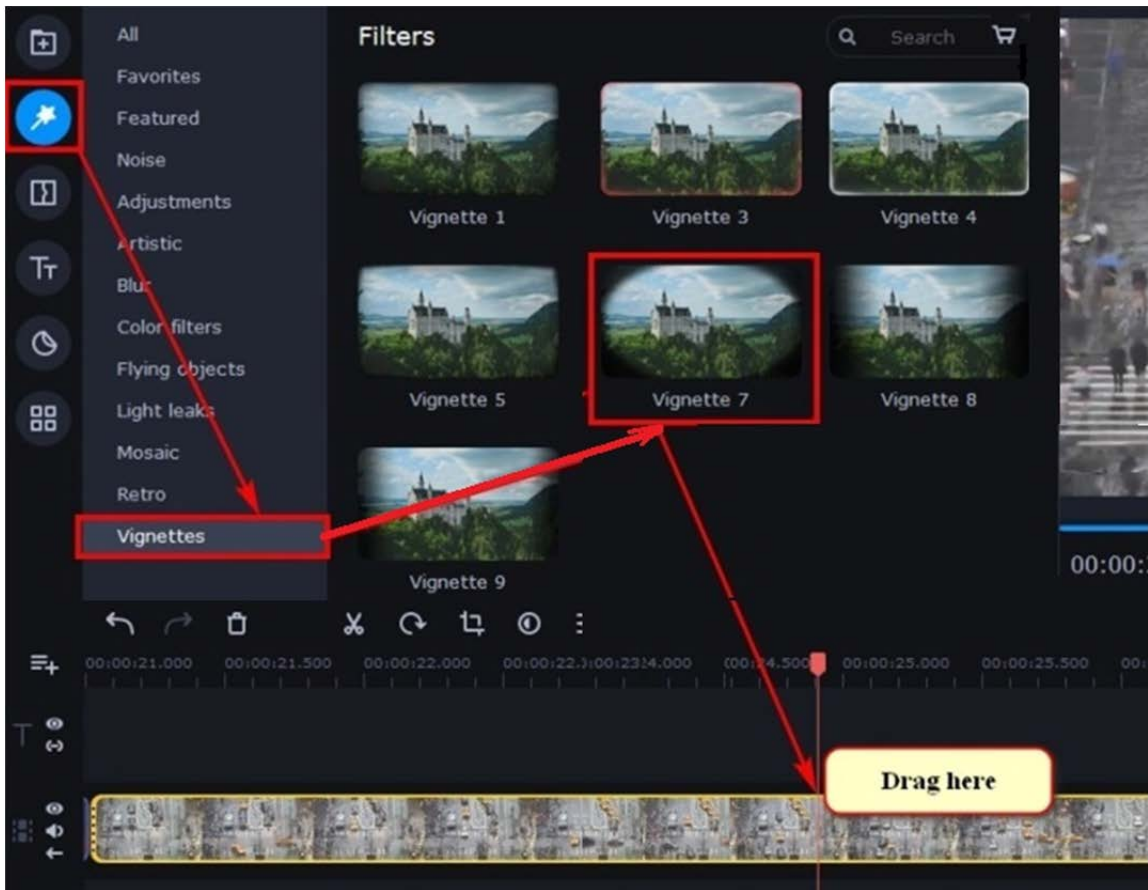 All
Favorites
Featured
Noise
Adjustments
Artistic
Blur
Color filters
Flying objects
Light leaks
Mosaic
Retro
Vignettes
Filters
Search
Vignette 1
Vignette 3
Vignette 4
Vignette 5
Vignette 7
Vignette 8
Vignette 9
00:00:
00:00:21.000 00:00:21.500 00:00:22.000 00:00:25.000 00:00:25.500
Drag here